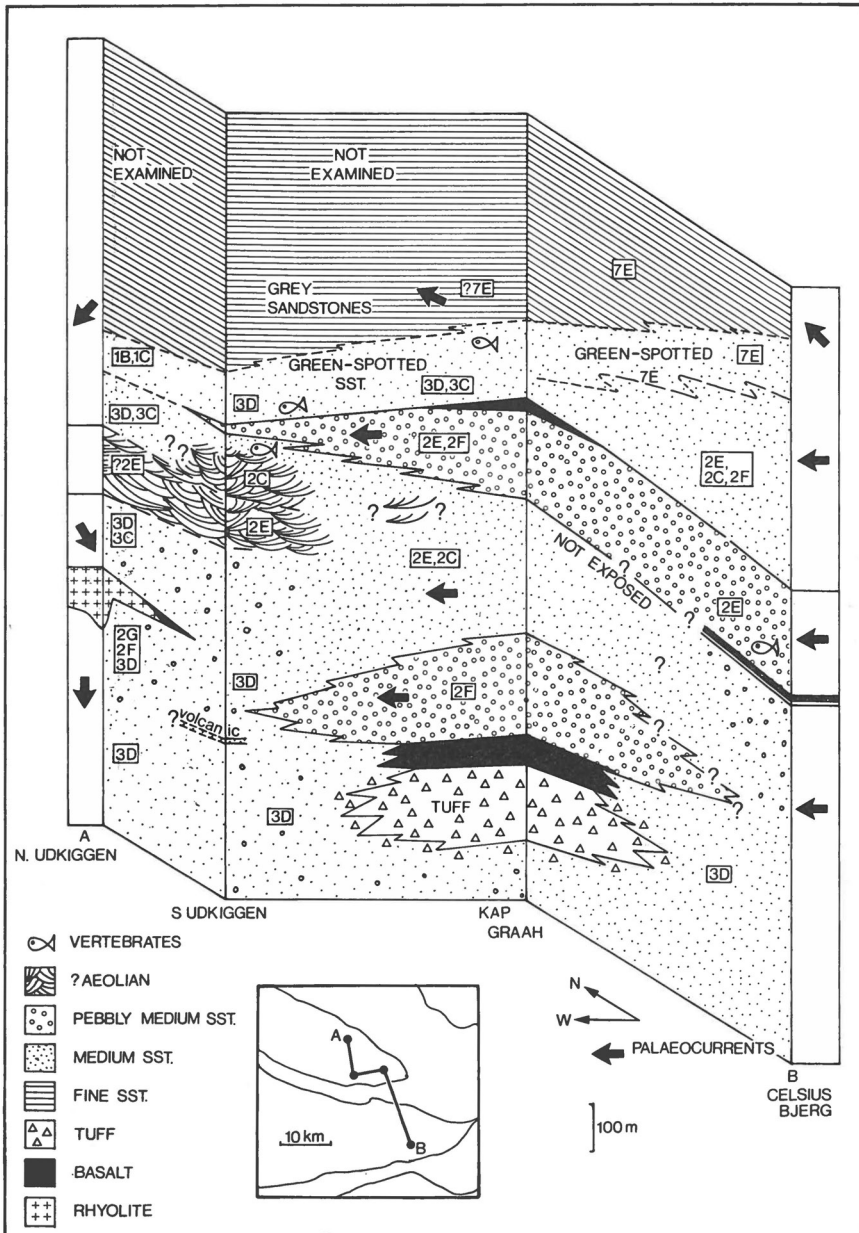 NOT
EXAMINED
NOT
EXAMINED
7E
GREY
SANDSTONES
?7E
1B,1C
GREEN-SPOTTED
SST.
3D,3C
GREEN-SPOTTED
7E
7E
3D,3C
3D
??
?2E
2C
2E
2E,2F
2E,
2C,2F
3D
3C
? ?
2E,2C
NOT EXPOSED
?
?
2E
2G
2F
3D
3D
?
2F
?volcanic
3D
?
?
TUFF
3D
3D
A
N. UDKIGGEN
S UDKIGGEN
KAP
GRAAH
B
CELSIUS
BJERG
VERTEBRATES
?AEOLIAN
PEBBLY MEDIUM SST.
MEDIUM SST.
FINE SST.
TUFF
BASALT
RHYOLITE
A
10 km
B
N
W
PALAEOCURRENTS
100 m